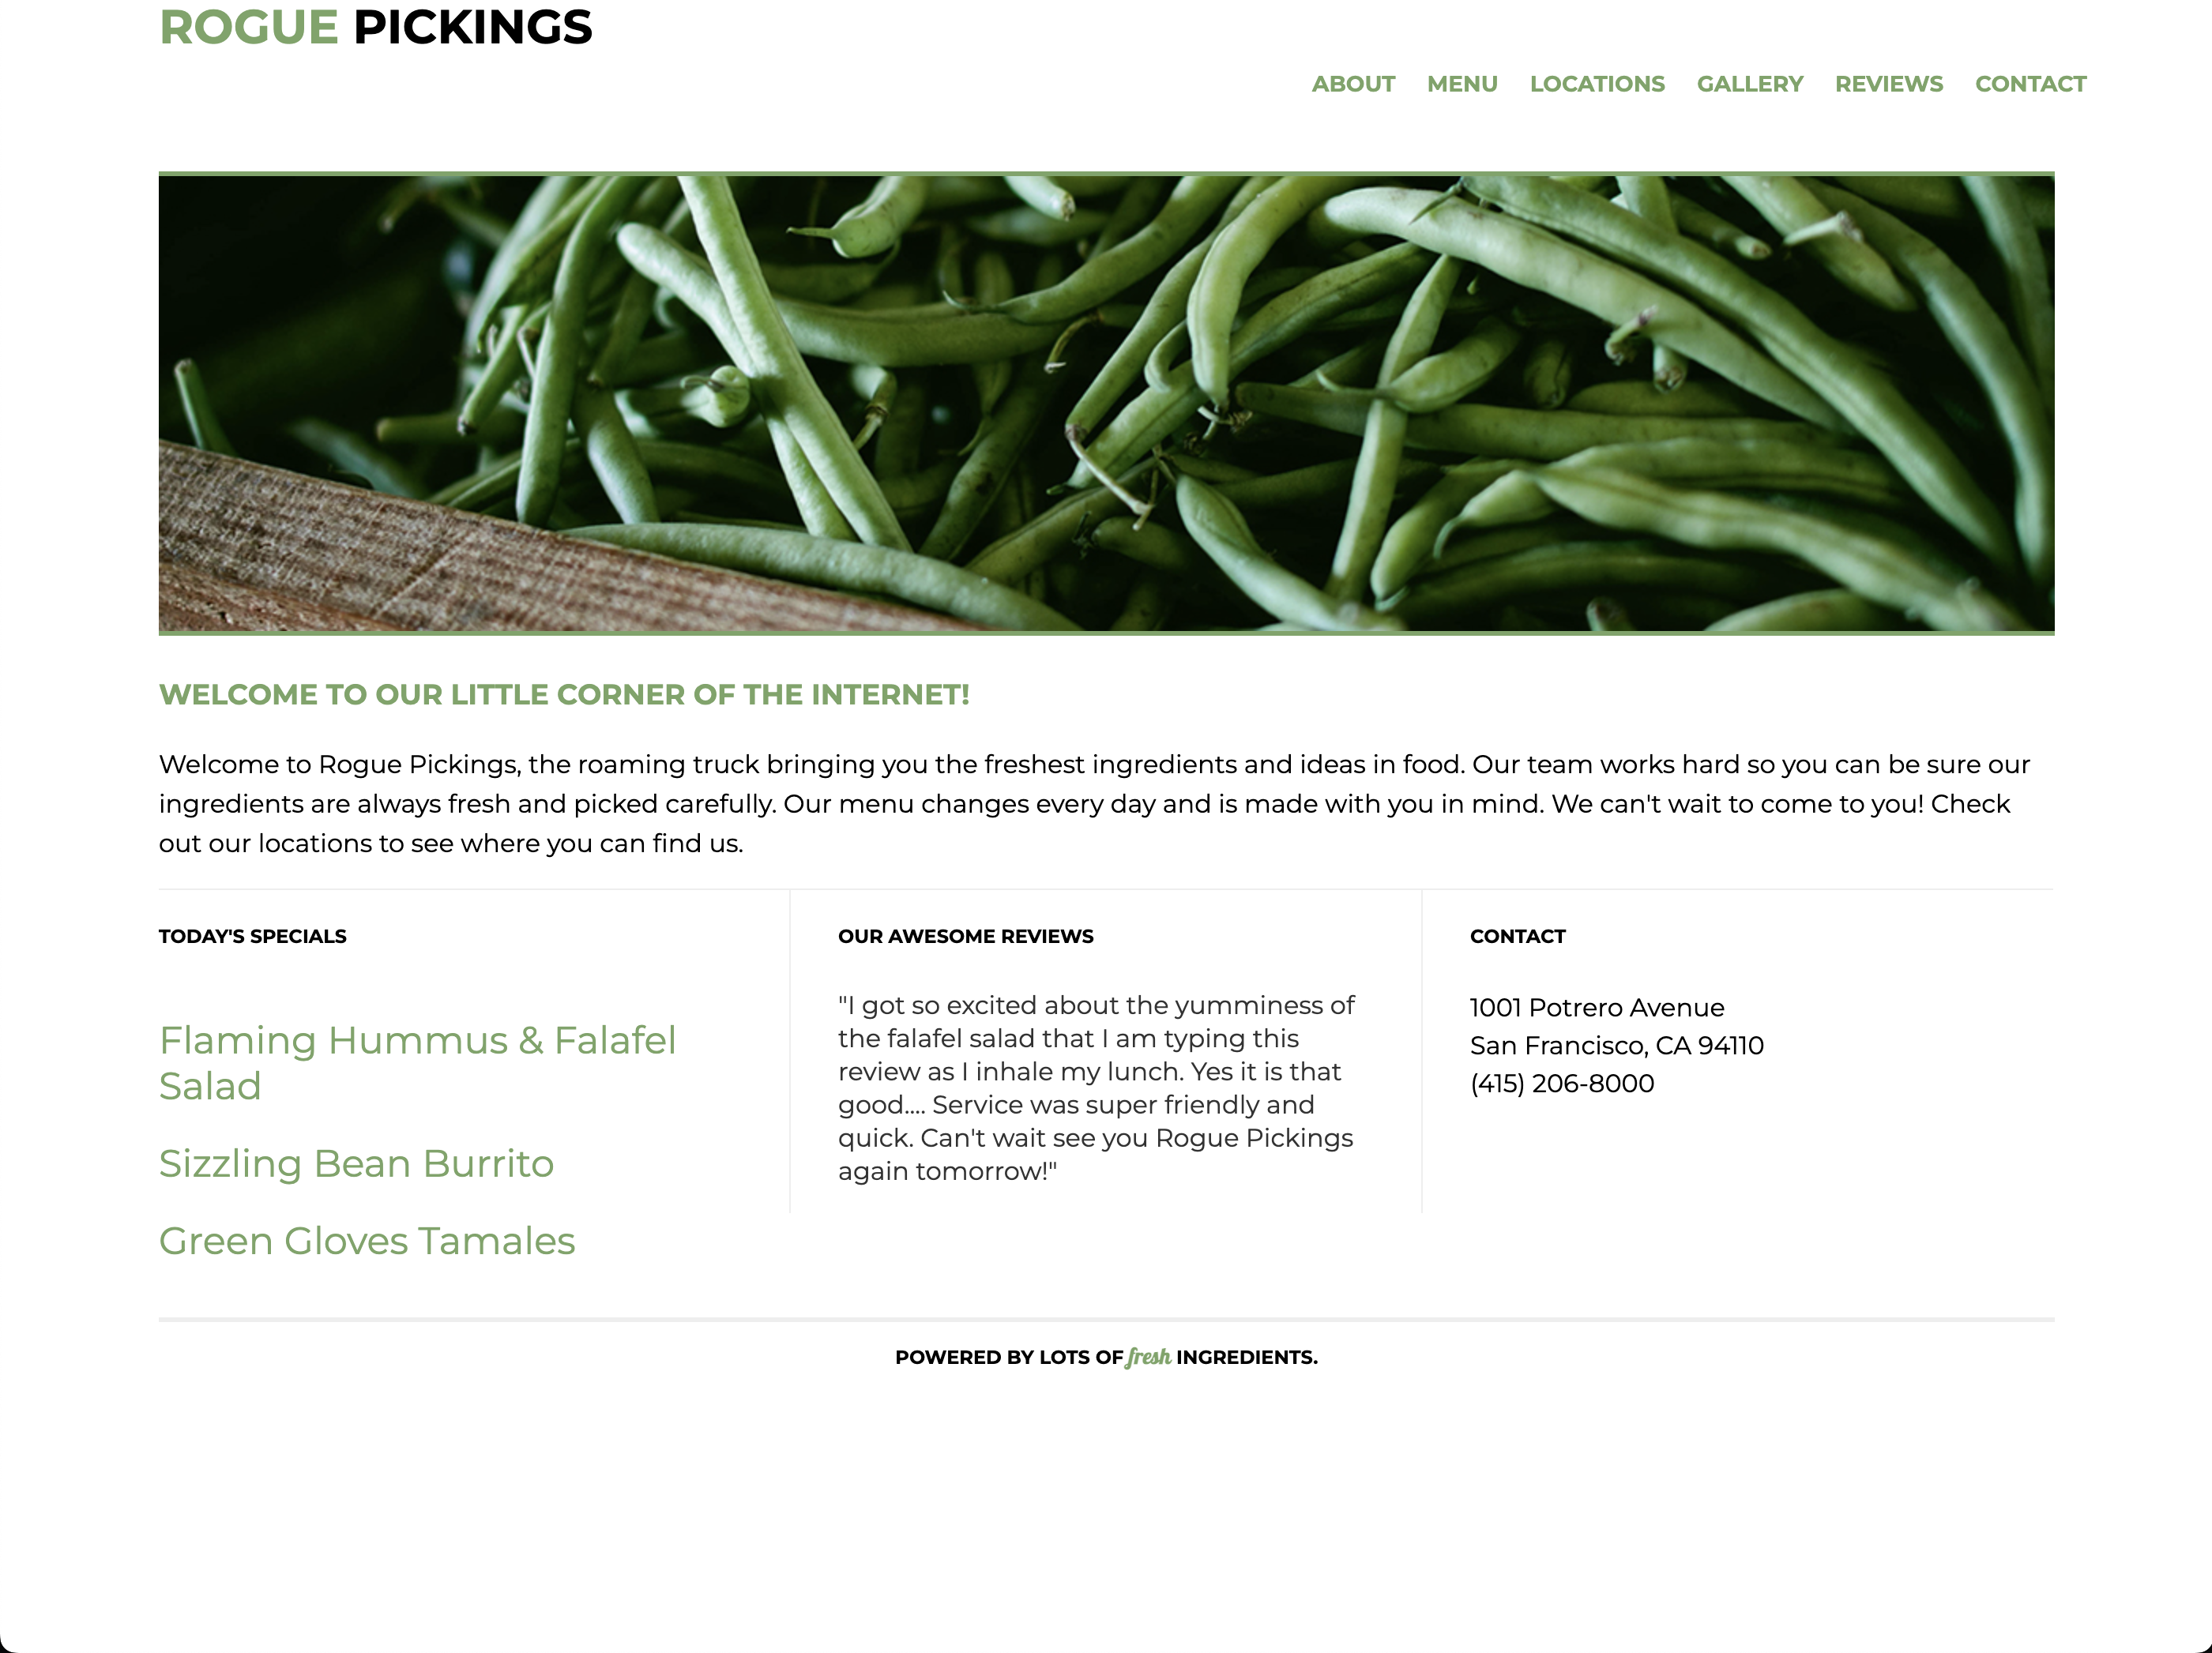 ROGUE PICKINGS
ABOUT MENU LOCATIONS GALLERY REVIEWS CONTACT
WELCOME TO OUR LITTLE CORNER OF THE INTERNET!
Welcome to Rogue Pickings, the roaming truck bringing you the freshest ingredients and ideas in food. Our team works hard so you can be sure our
ingredients are always fresh and picked carefully. Our menu changes every day and is made with you in mind. We can't wait to come to you! Check
out our locations to see where you can find us.
TODAY'S SPECIALS
Flaming Hummus & Falafel
Salad
Sizzling Bean Burrito
Green Gloves Tamales
OUR AWESOME REVIEWS
"I got so excited about the yumminess of
the falafel salad that I am typing this
review as I inhale my lunch. Yes it is that
good.... Service was super friendly and
quick. Can't wait see you Rogue Pickings
again tomorrow!"
CONTACT
1001 Potrero Avenue
San Francisco, CA 94110
(415) 206-8000
POWERED BY LOTS OF fresh INGREDIENTS.